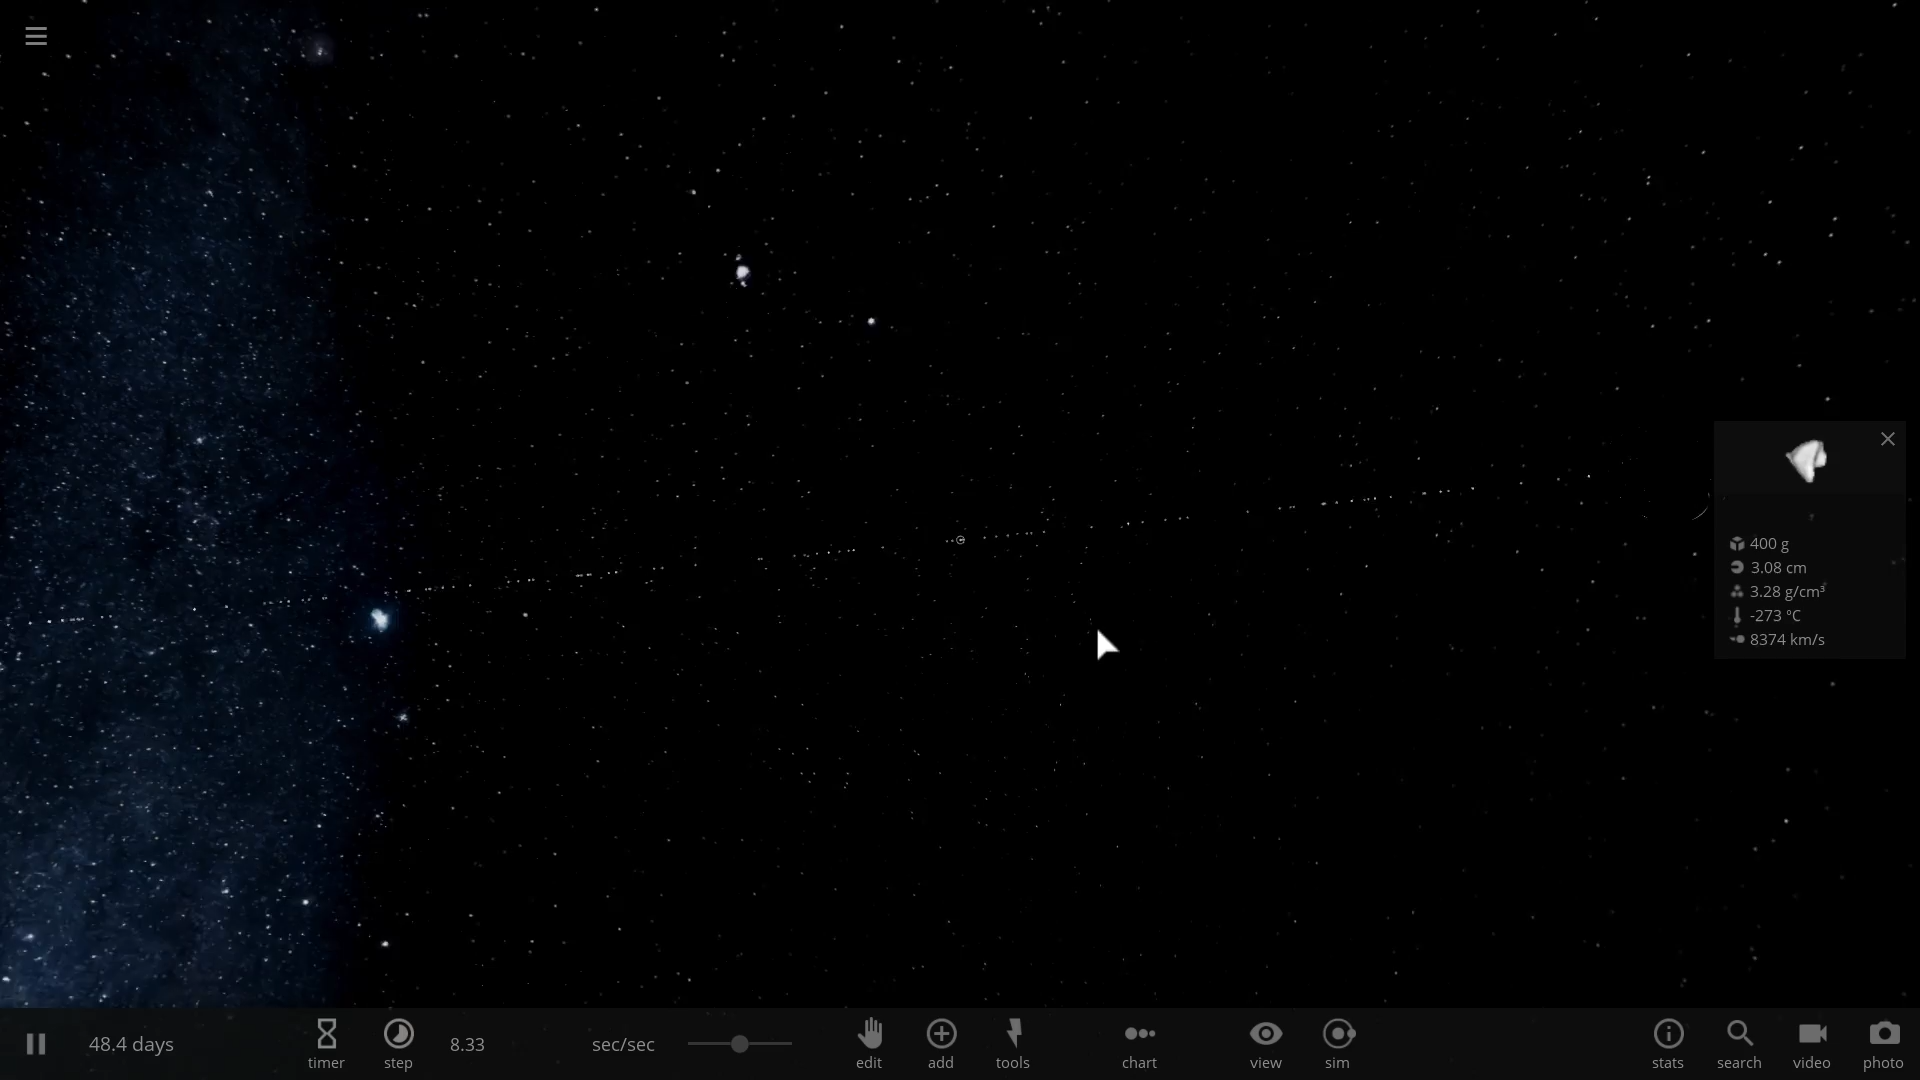 400 g
3.08 cm
3.28 g/cm³
-273 °C
8374 km/s
48.4 days
timer
step
8.33
sec/sec
edit
add
tools
chart
view
sim
stats
search
video
photo